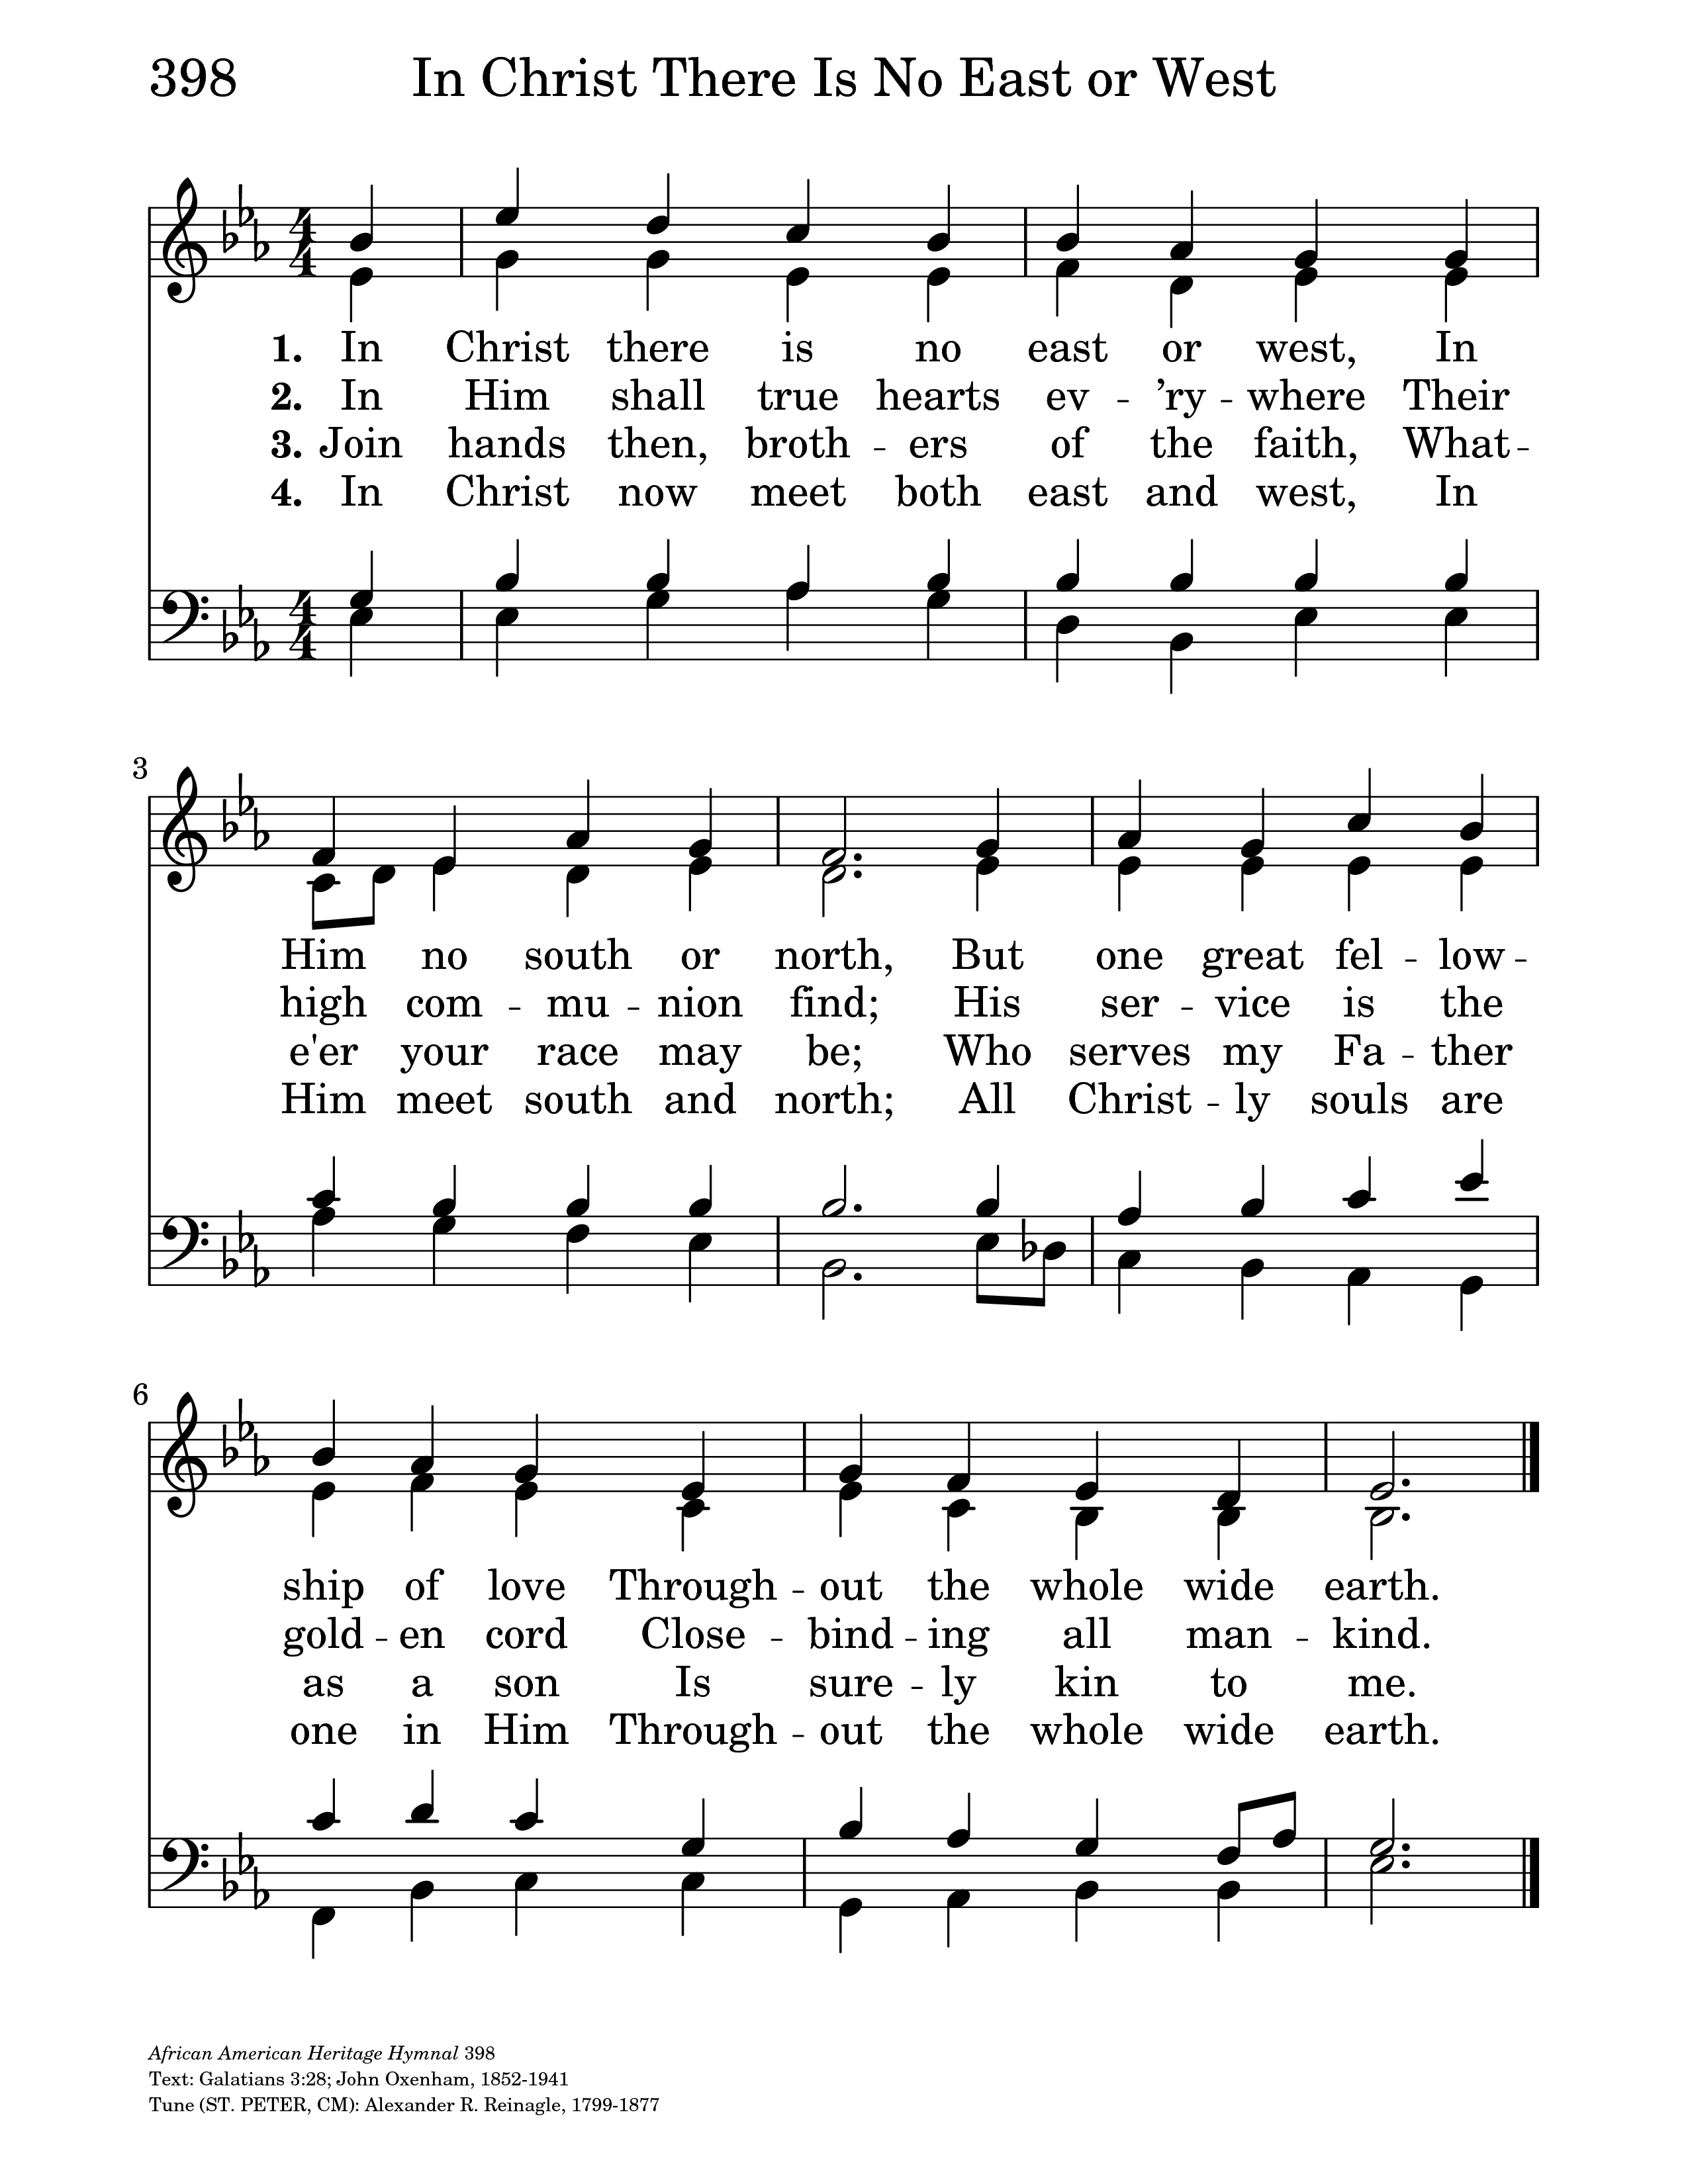 398 In Christ There Is No East or West
4
4
1. In Christ there is no east or west, In
2. In Him shall true hearts ev - ’ry - where Their
3. Join hands then, broth - ers of the faith, What -
4. In Christ now meet both east and west, In
4
4
3
Him no south or north, But one great fel - low -
high com - mu - nion find; His ser - vice is the
e'er your race may be; Who serves my Fa - ther
Him meet south and north; All Christ - ly souls are
6
ship of love Through - out the whole wide earth.
gold - en cord Close - bind - ing all man - kind.
as a son Is sure - ly kin to me.
one in Him Through - out the whole wide earth.
African American Heritage Hymnal 398
Text: Galatians 3:28; John Oxenham, 1852-1941
Tune (ST. PETER, CM): Alexander R. Reinagle, 1799-1877